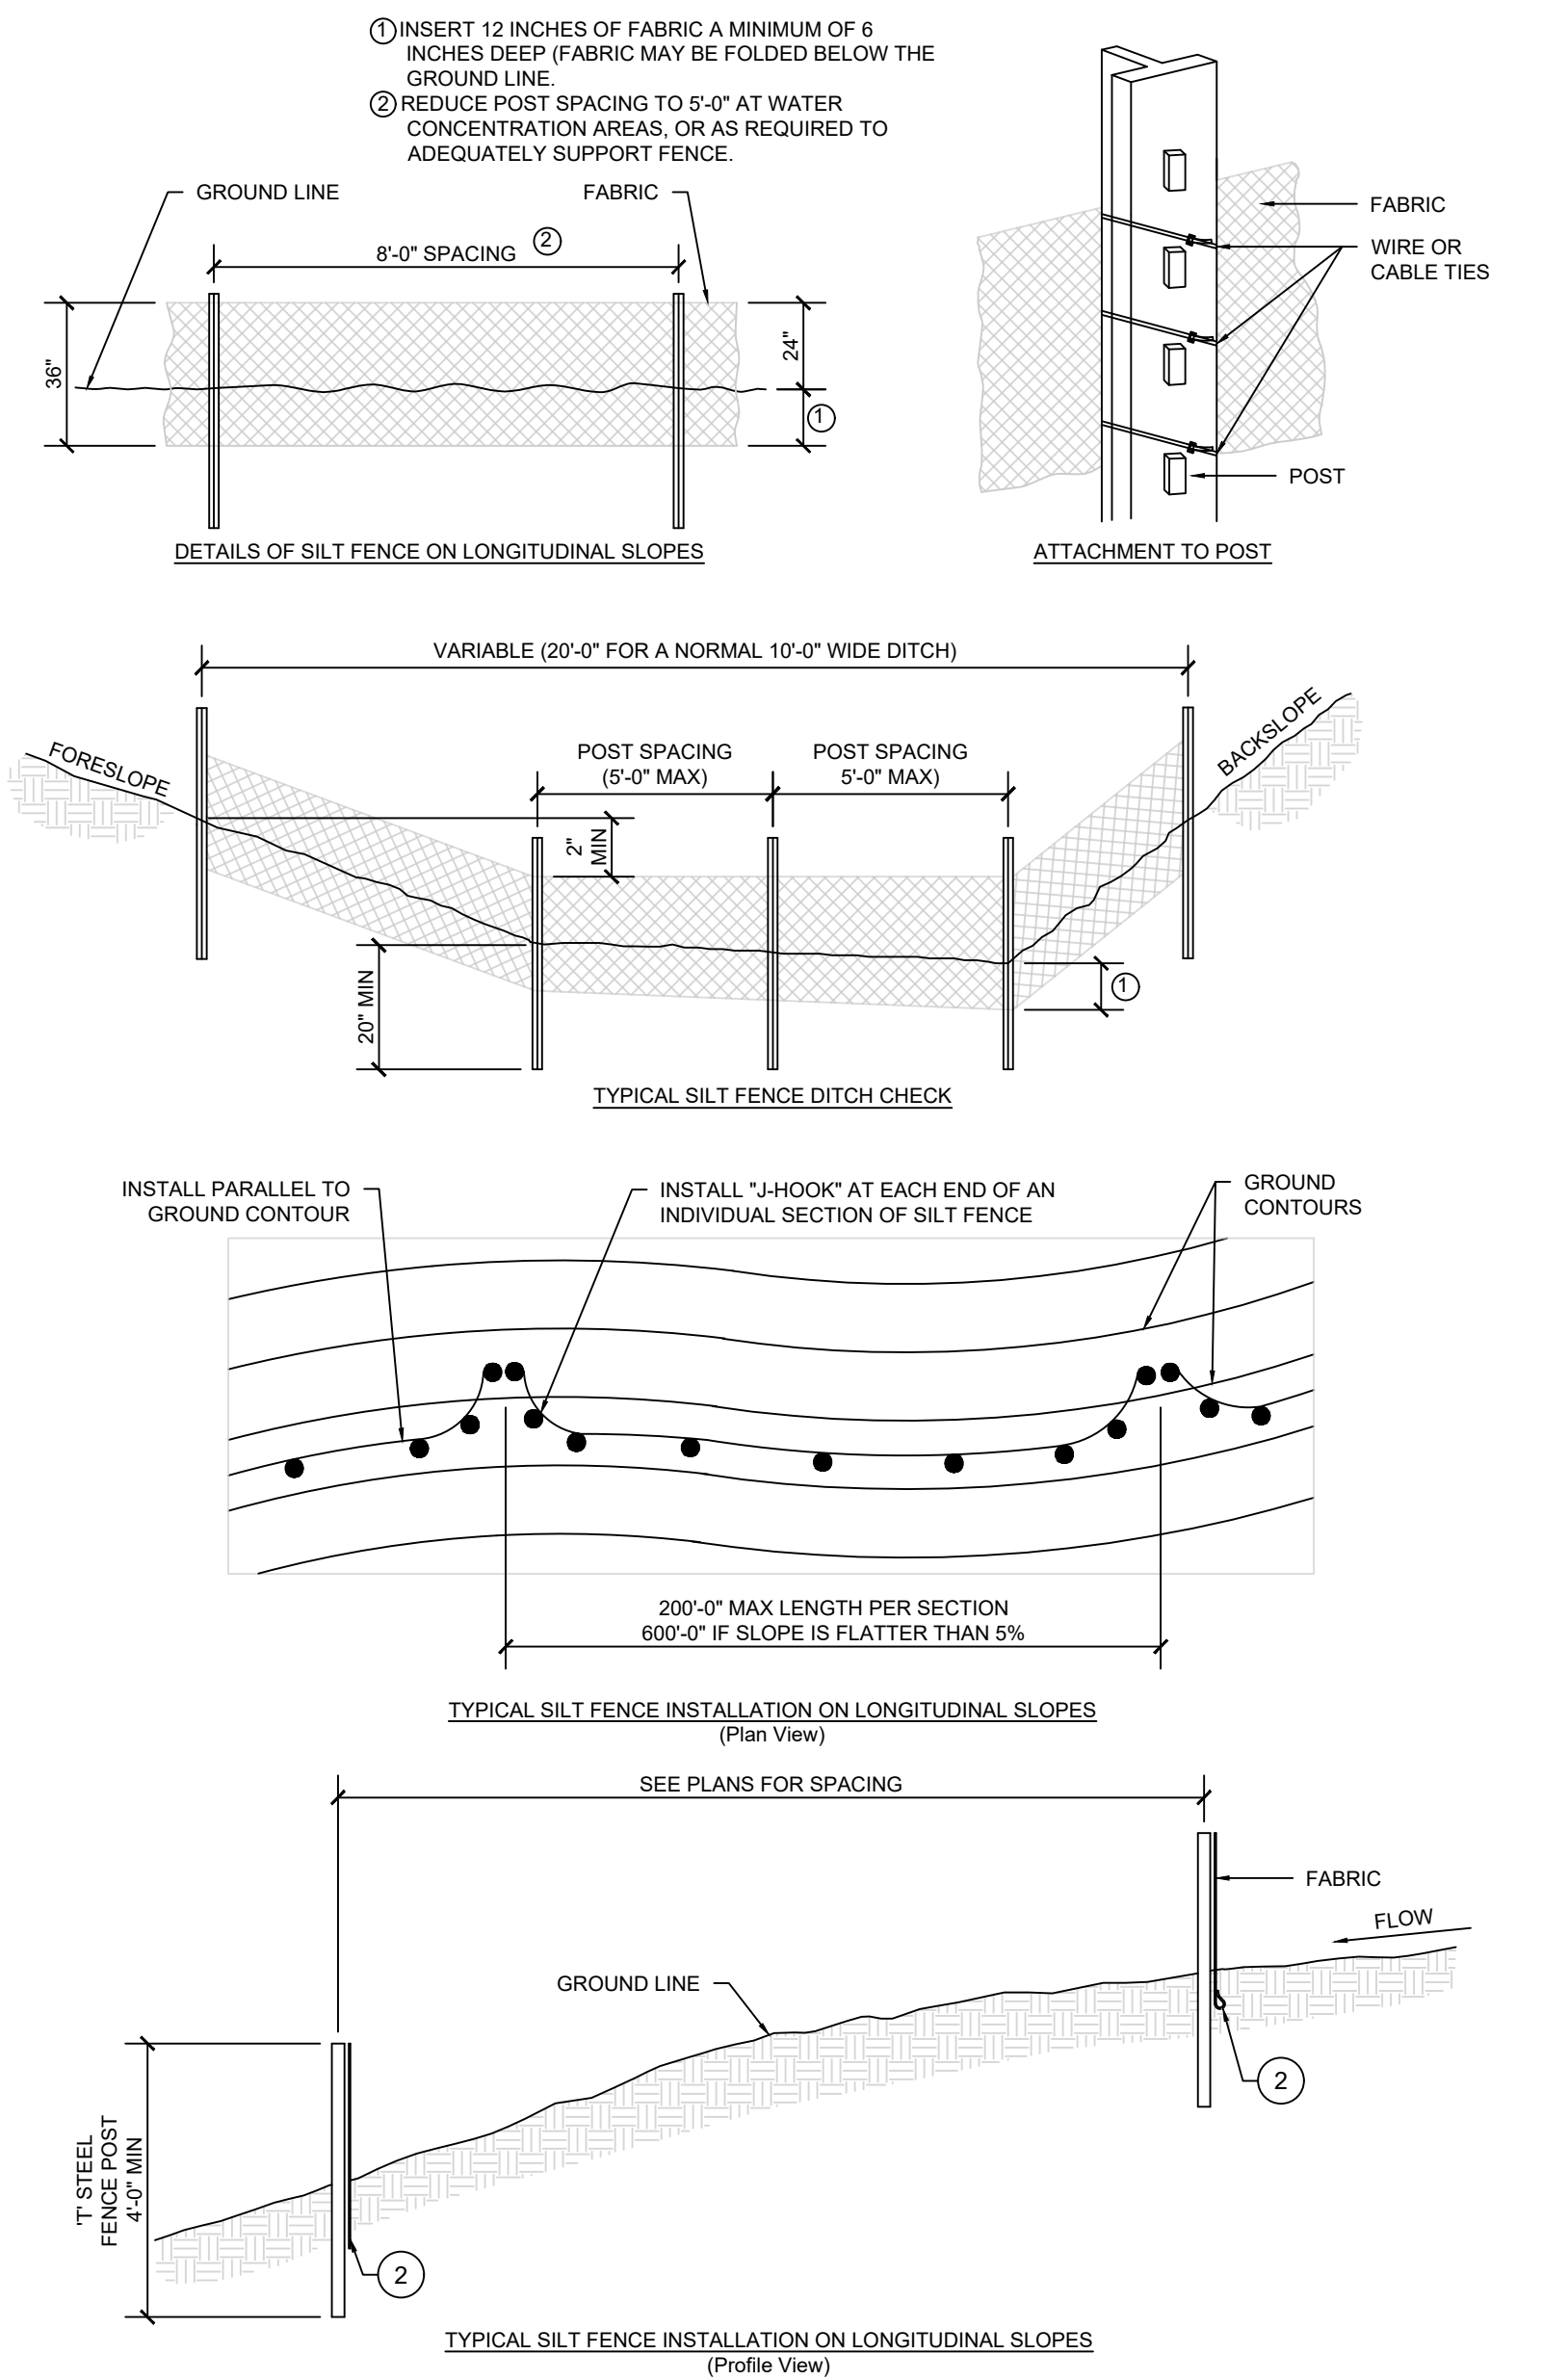 ① INSERT 12 INCHES OF FABRIC A MINIMUM OF 6
INCHES DEEP (FABRIC MAY BE FOLDED BELOW THE
GROUND LINE.
② REDUCE POST SPACING TO 5'-0" AT WATER
CONCENTRATION AREAS, OR AS REQUIRED TO
ADEQUATELY SUPPORT FENCE.
GROUND LINE
FABRIC
8'-0" SPACING ②
36"
24"
①
DETAILS OF SILT FENCE ON LONGITUDINAL SLOPES
FABRIC
WIRE OR
CABLE TIES
POST
ATTACHMENT TO POST
VARIABLE (20'-0" FOR A NORMAL 10'-0" WIDE DITCH)
FORESLOPE
POST SPACING
(5'-0" MAX)
POST SPACING
5'-0" MAX)
BACKSLOPE
2"
MIN
20" MIN
①
TYPICAL SILT FENCE DITCH CHECK
INSTALL PARALLEL TO
GROUND CONTOUR
INSTALL "J-HOOK" AT EACH END OF AN
INDIVIDUAL SECTION OF SILT FENCE
GROUND
CONTOURS
200'-0" MAX LENGTH PER SECTION
600'-0" IF SLOPE IS FLATTER THAN 5%
TYPICAL SILT FENCE INSTALLATION ON LONGITUDINAL SLOPES
(Plan View)
SEE PLANS FOR SPACING
FABRIC
FLOW
GROUND LINE
2
'T' STEEL
FENCE POST
4'-0" MIN
2
TYPICAL SILT FENCE INSTALLATION ON LONGITUDINAL SLOPES
(Profile View)